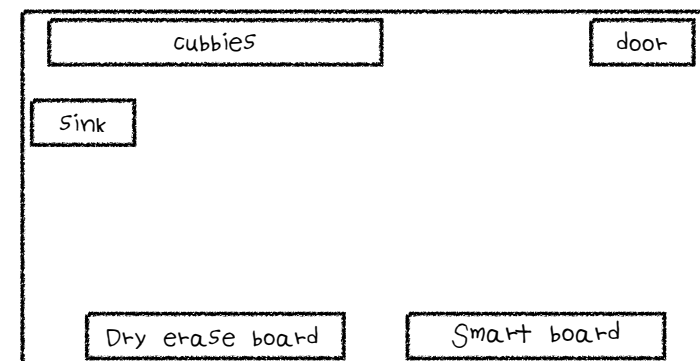 cubbies
door
Sink
Dry erase board
Smart board